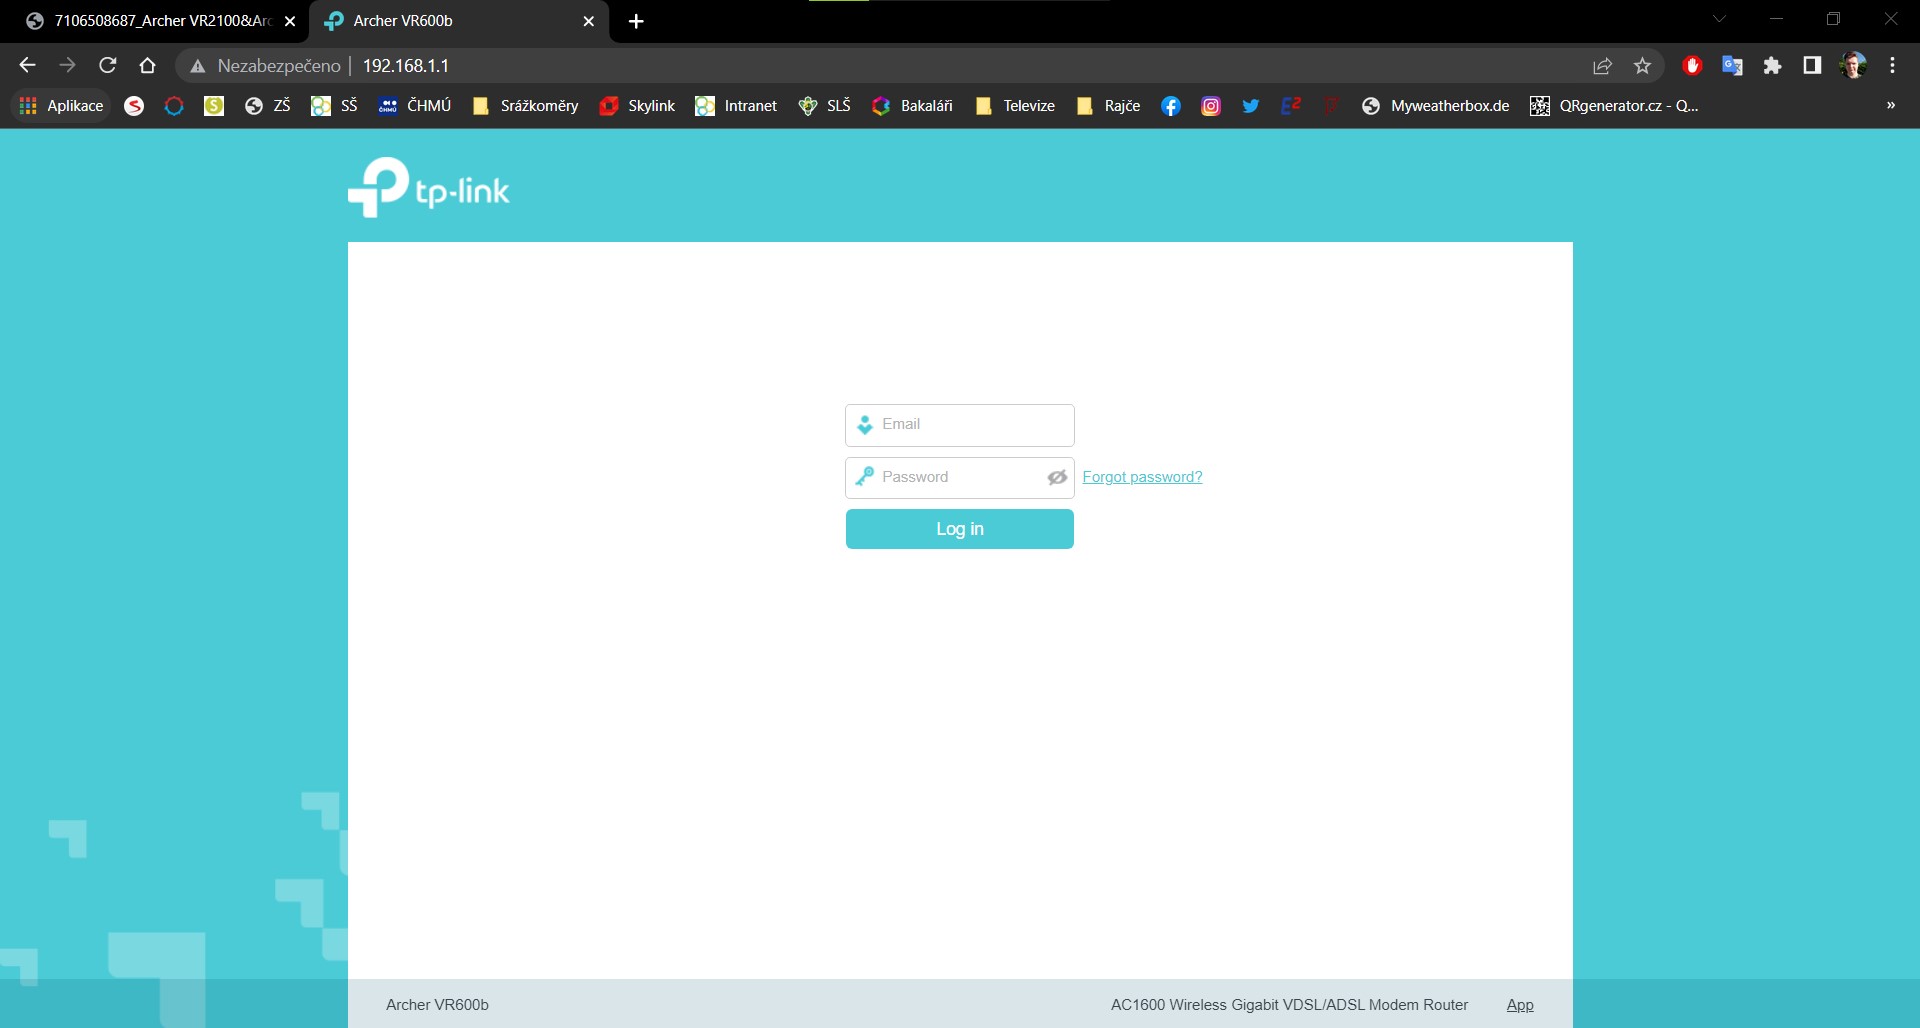 7106508687_Archer VR2100&Arc
Archer VR600b
Nezabezpečeno | 192.168.1.1
Aplikace ZŠ SŠ ČHMÚ Srážkoměry Skylink Intranet SLŠ Bakaláři Televize Rajče Myweatherbox.de QRgenerator.cz - Q...
tp-link
Email
Password
Forgot password?
Log in
Archer VR600b
AC1600 Wireless Gigabit VDSL/ADSL Modem Router
App